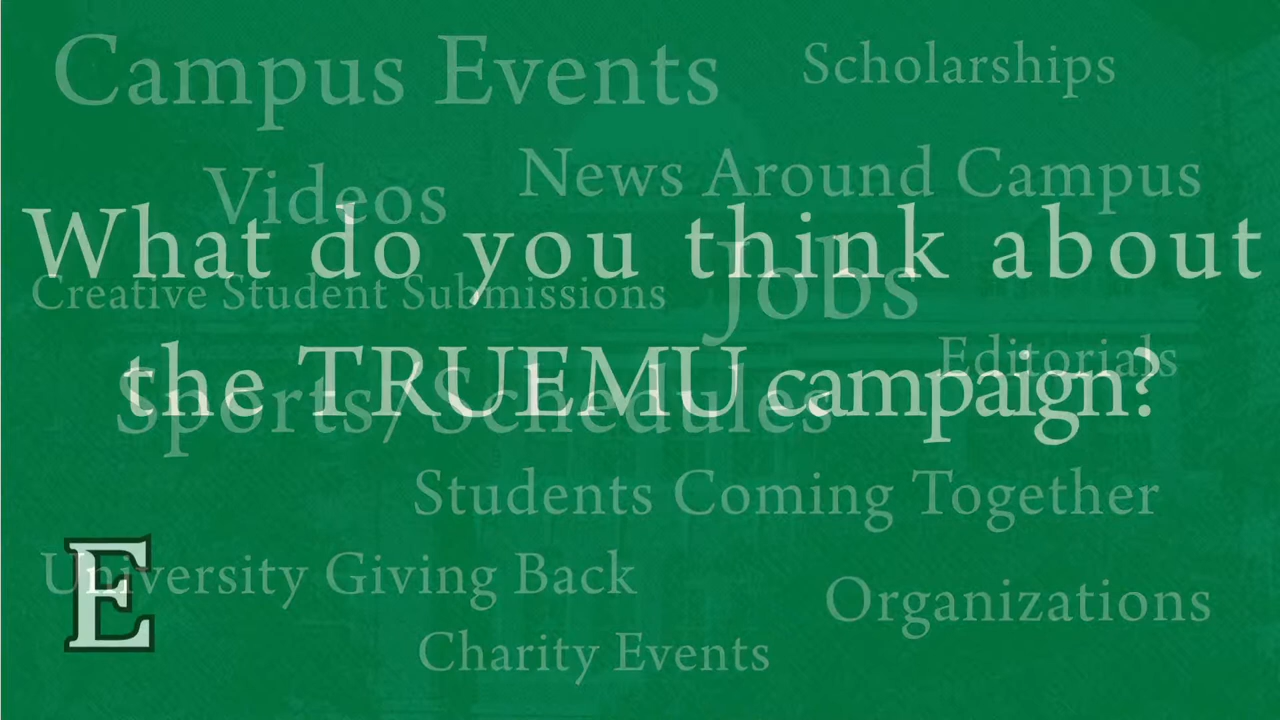 Campus Events
Scholarships
News Around Campus
Videos
What do you think about
Creative Student Submissions
Jobs
Editorials
the TRUEMU campaign?
Sports/Schedules
Students Coming Together
E
University Giving Back
Organizations
Charity Events